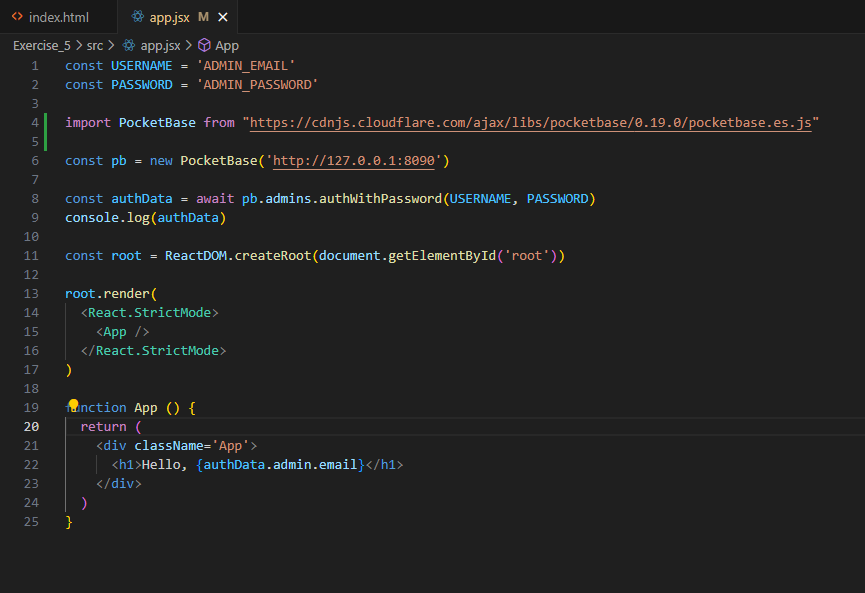 index.html app.jsx M
Exercise_5 > src > app.jsx > App
1 const USERNAME = 'ADMIN_EMAIL'
2 const PASSWORD = 'ADMIN_PASSWORD'
3
4 import PocketBase from "https://cdnjs.cloudflare.com/ajax/libs/pocketbase/0.19.0/pocketbase.es.js"
5
6 const pb = new PocketBase('http://127.0.0.1:8090')
7
8 const authData = await pb.admins.authWithPassword(USERNAME, PASSWORD)
9 console.log(authData)
10
11 const root = ReactDOM.createRoot(document.getElementById('root'))
12
13 root.render(
14   <React.StrictMode>
15     <App />
16   </React.StrictMode>
17 )
18
19 function App () {
20   return (
21     <div className='App'>
22       <h1>Hello, {authData.admin.email}</h1>
23     </div>
24   )
25 }